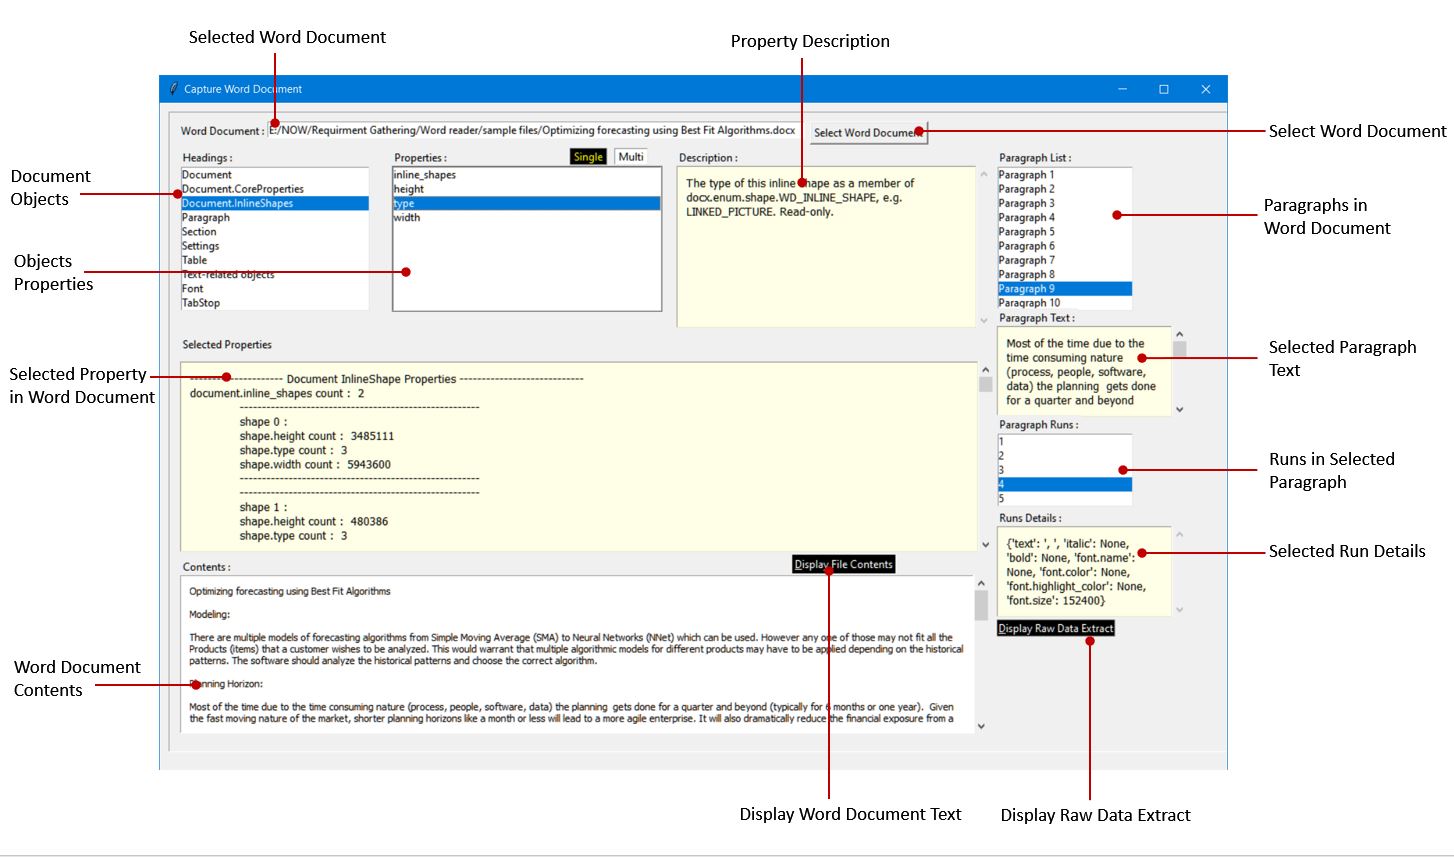 Selected Word Document
Property Description
Capture Word Document
Word Document : E:/NOW/Requirment Gathering/Word reader/sample files/Optimizing forecasting using Best Fit Algorithms.docx
Select Word Document
Select Word Document
Document
Objects
Headings :
Document
Document.CoreProperties
Document.InlineShapes
Paragraph
Section
Settings
Table
Text-related objects
Font
TabStop
Properties :
Single
Multi
inline_shapes
height
type
width
Objects
Properties
Description :
The type of this inline shape as a member of
docx.enum.shape.WD_INLINE_SHAPE, e.g.
LINKED_PICTURE. Read-only.
Paragraph List :
Paragraph 1
Paragraph 2
Paragraph 3
Paragraph 4
Paragraph 5
Paragraph 6
Paragraph 7
Paragraph 8
Paragraph 9
Paragraph 10
Paragraphs in
Word Document
Paragraph Text :
Most of the time due to the
time consuming nature
(process, people, software,
data) the planning  gets done
for a quarter and beyond
Selected Paragraph
Text
Selected Properties
Selected Property
in Word Document
---------------------- Document InlineShape Properties ----------------------------
document.inline_shapes count :  2
------------------------------------------------------
shape 0 :
shape.height count :  3485111
shape.type count :  3
shape.width count :  5943600
------------------------------------------------------
------------------------------------------------------
shape 1 :
shape.height count :  480386
shape.type count :  3
Paragraph Runs :
1
2
3
4
5
Runs in Selected
Paragraph
Runs Details :
{'text': ', ', 'italic': None,
'bold': None, 'font.name':
None, 'font.color': None,
'font.highlight_color': None,
'font.size': 152400}
Selected Run Details
Display Raw Data Extract
Contents :
Display File Contents
Optimizing forecasting using Best Fit Algorithms
Modeling:
There are multiple models of forecasting algorithms from Simple Moving Average (SMA) to Neural Networks (NNet) which can be used. However any one of those may not fit all the
Products (items) that a customer wishes to be analyzed. This would warrant that multiple algorithmic models for different products may have to be applied depending on the historical
patterns. The software should analyze the historical patterns and choose the correct algorithm.
Planning Horizon:
Most of the time due to the time consuming nature (process, people, software, data) the planning  gets done for a quarter and beyond (typically for 6 months or one year).  Given
the fast moving nature of the market, shorter planning horizons like a month or less will lead to a more agile enterprise. It will also dramatically reduce the financial exposure from a
Word Document
Contents
Display Word Document Text
Display Raw Data Extract